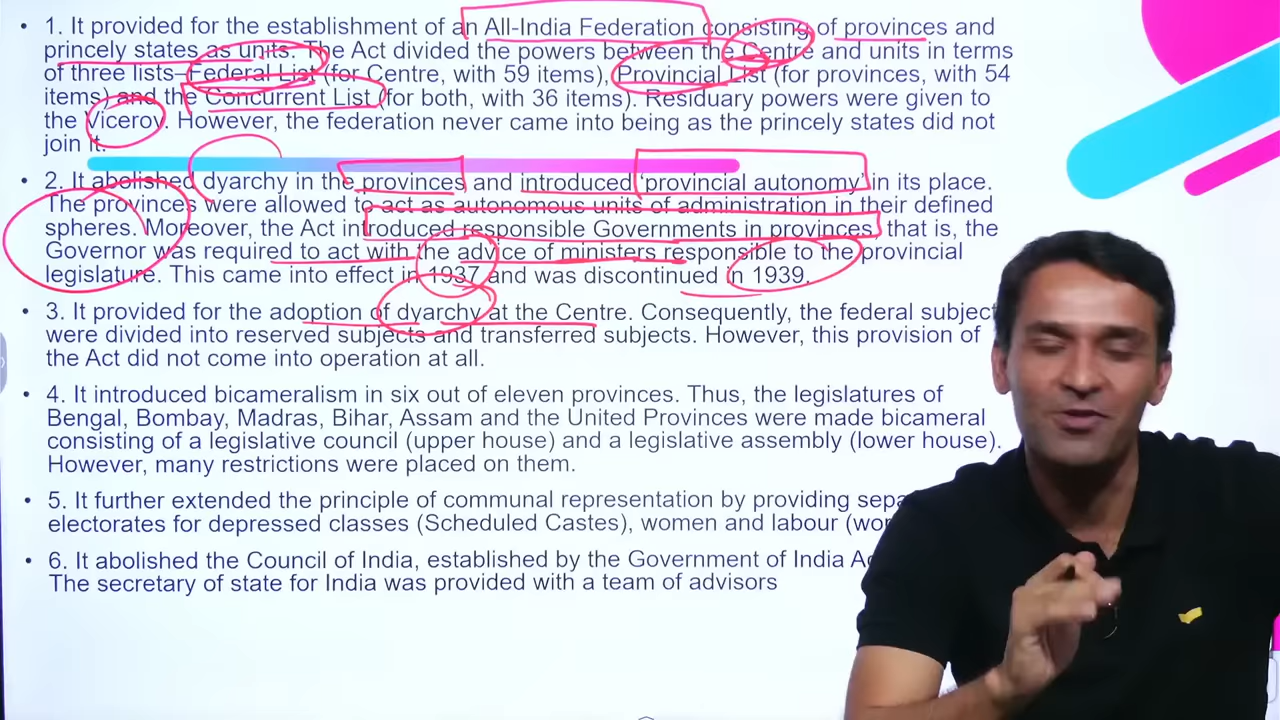 • 1. It provided for the establishment of an All-India Federation consisting of provinces and
princely states as units. The Act divided the powers between the Centre and units in terms
of three lists–Federal List (for Centre, with 59 items), Provincial List (for provinces, with 54
items) and the Concurrent List (for both, with 36 items). Residuary powers were given to
the Viceroy. However, the federation never came into being as the princely states did not
join it.
• 2. It abolished dyarchy in the provinces and introduced 'provincial autonomy' in its place.
The provinces were allowed to act as autonomous units of administration in their defined
spheres. Moreover, the Act introduced responsible Governments in provinces, that is, the
Governor was required to act with the advice of ministers responsible to the provincial
legislature. This came into effect in 1937 and was discontinued in 1939.
• 3. It provided for the adoption of dyarchy at the Centre. Consequently, the federal subject
were divided into reserved subjects and transferred subjects. However, this provision of
the Act did not come into operation at all.
• 4. It introduced bicameralism in six out of eleven provinces. Thus, the legislatures of
Bengal, Bombay, Madras, Bihar, Assam and the United Provinces were made bicameral
consisting of a legislative council (upper house) and a legislative assembly (lower house).
However, many restrictions were placed on them.
• 5. It further extended the principle of communal representation by providing
electorates for depressed classes (Scheduled Castes), women and labour
• 6. It abolished the Council of India, established by the Government of India
The secretary of state for India was provided with a team of advisors